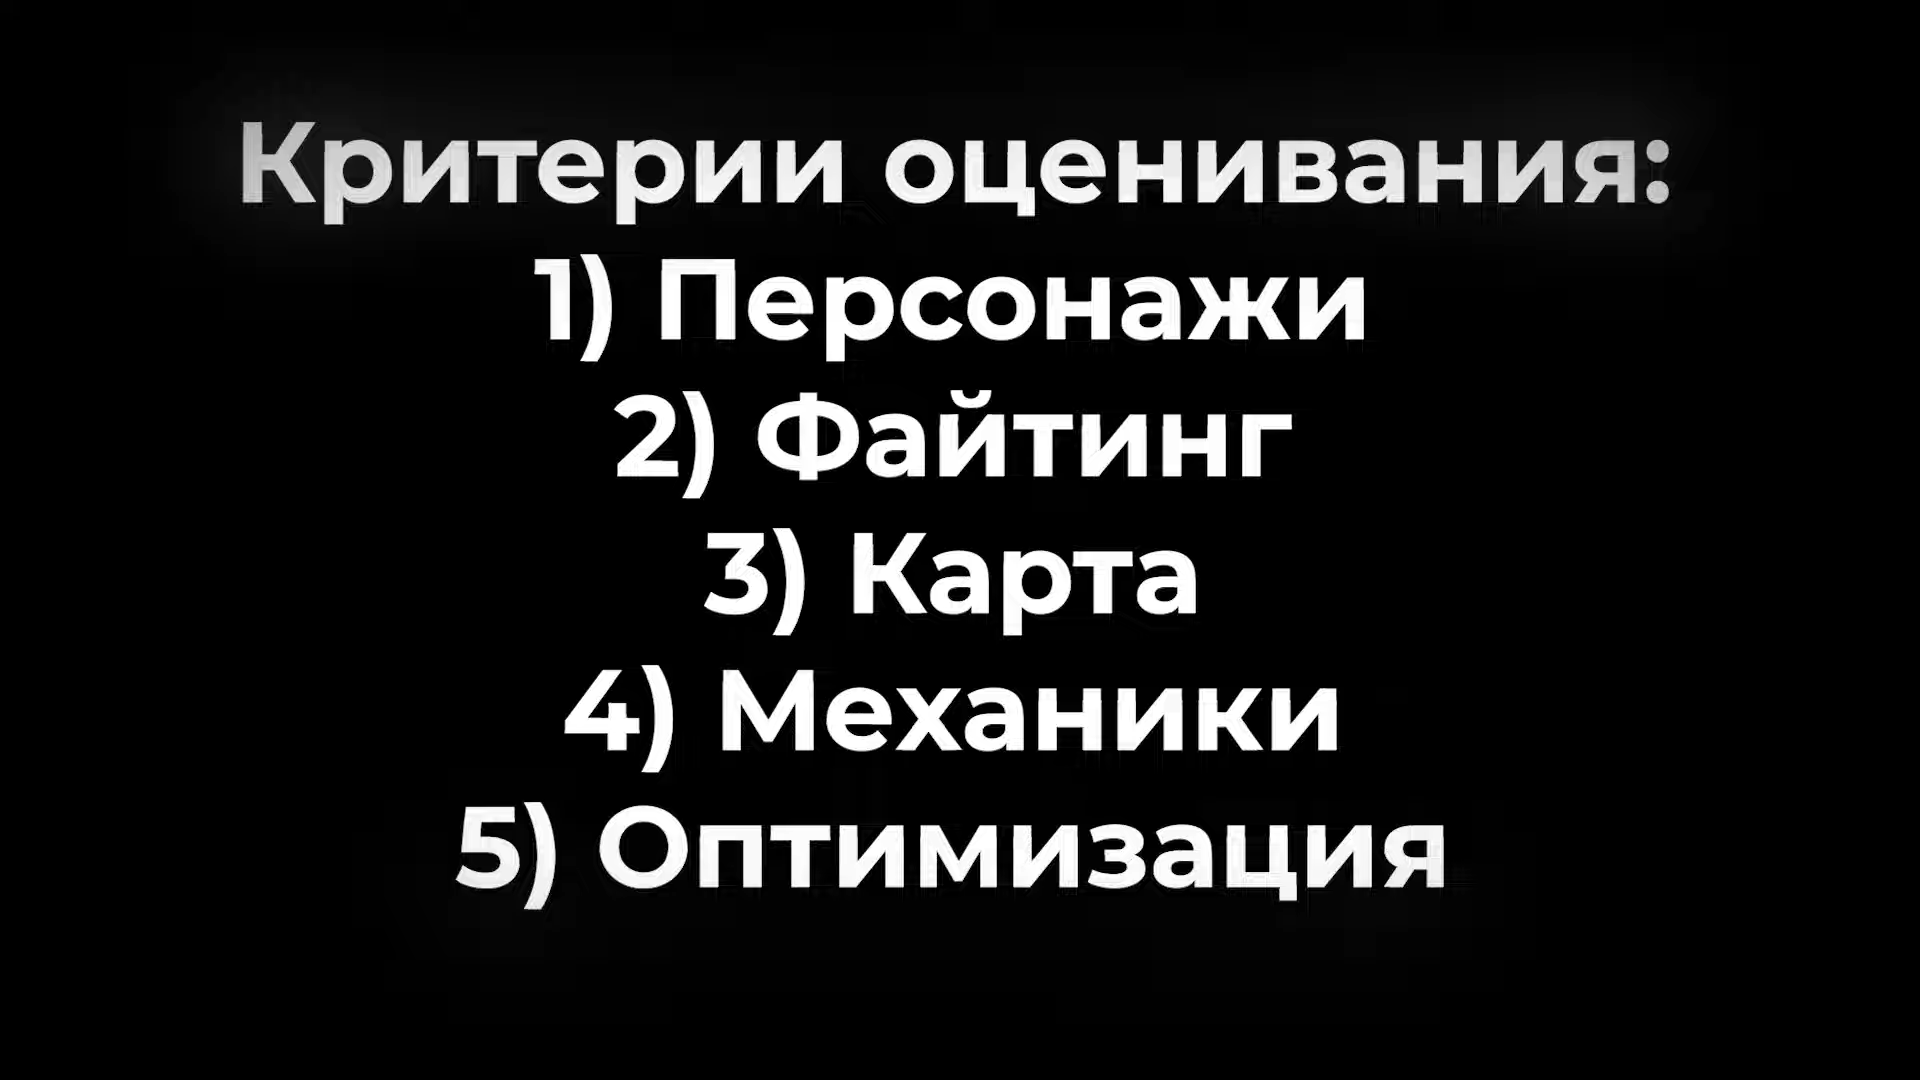 Критерии оценивания:
1) Персонажи
2) Файтинг
3) Карта
4) Механики
5) Оптимизация